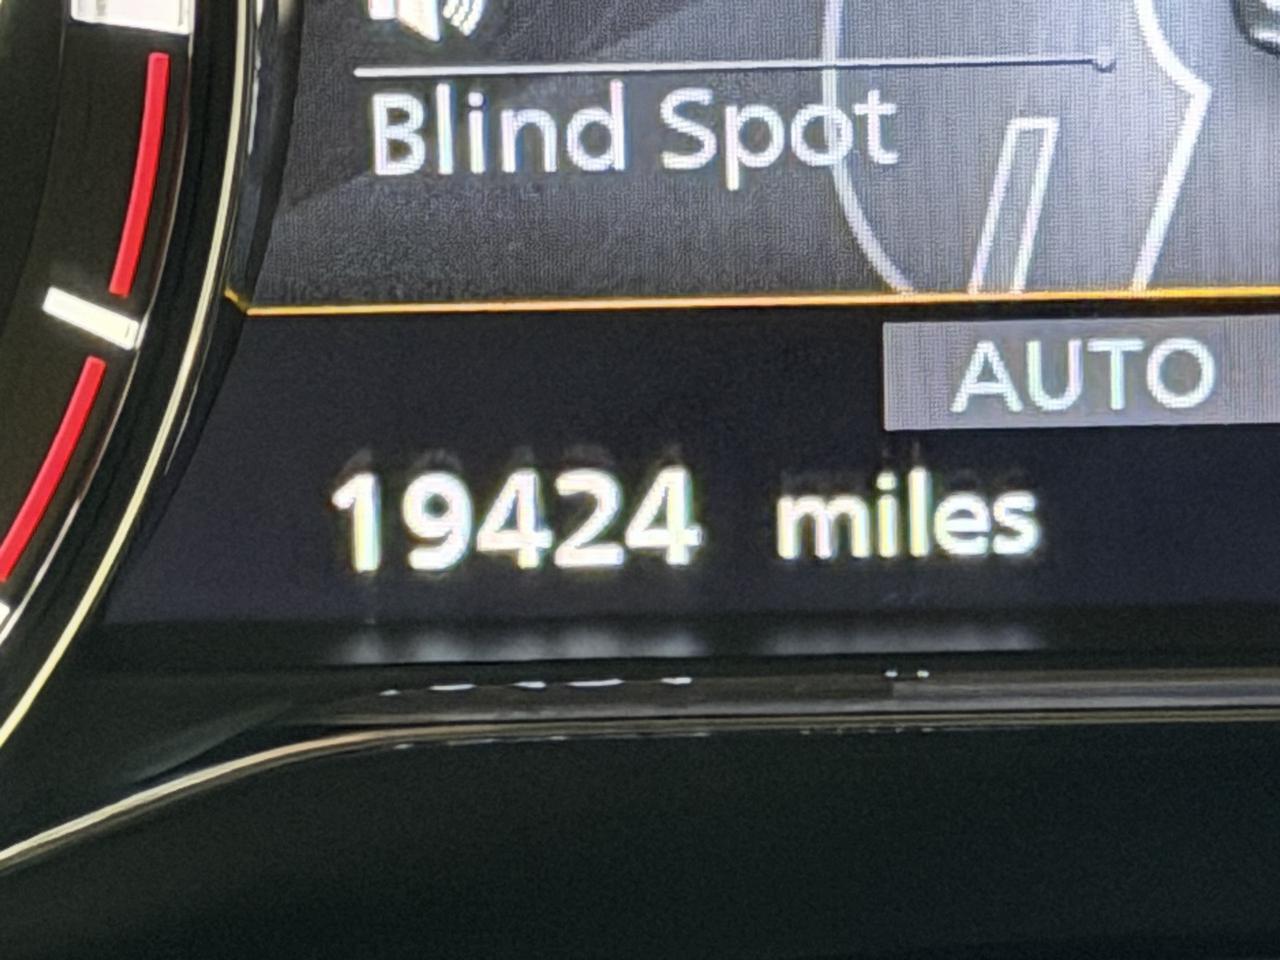 Blind Spot
AUTO
19424 miles